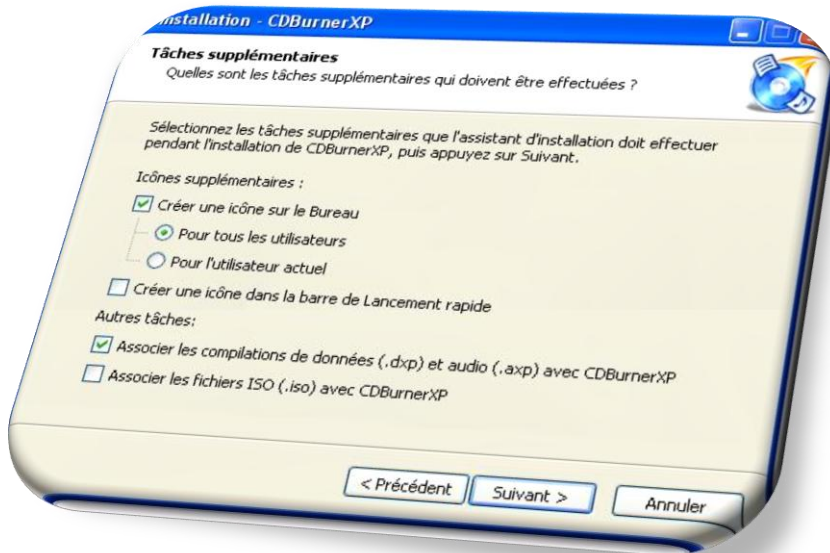 Installation - CDBurnerXP
Tâches supplémentaires
Quelles sont les tâches supplémentaires qui doivent être effectuées ?
Sélectionnez les tâches supplémentaires que l'assistant d'installation doit effectuer
pendant l'installation de CDBurnerXP, puis appuyez sur Suivant.
Icônes supplémentaires :
Créer une icône sur le Bureau
Pour tous les utilisateurs
Pour l'utilisateur actuel
Créer une icône dans la barre de Lancement rapide
Autres tâches:
Associer les compilations de données (.dxp) et audio (.axp) avec CDBurnerXP
Associer les fichiers ISO (.iso) avec CDBurnerXP
< Précédent
Suivant >
Annuler